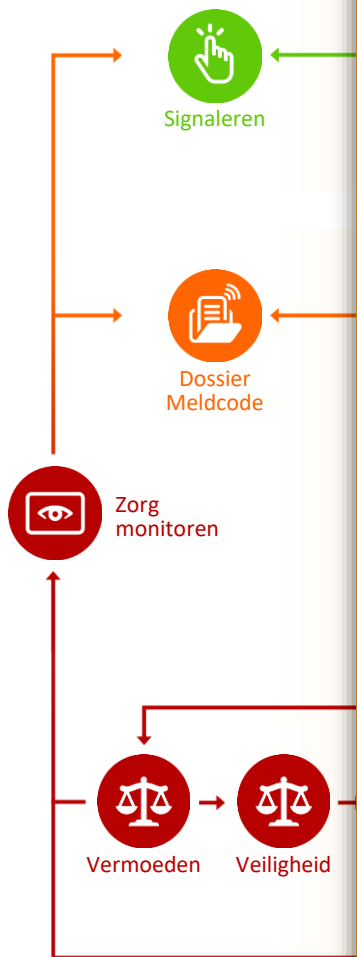 Signaleren
Dossier
Meldcode
Zorg
monitoren
Vermoeden
Veiligheid